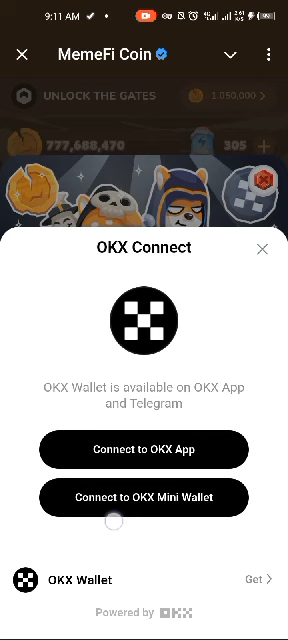 9:11 AM
MemeFi Coin
UNLOCK THE GATES
1,050,000
777,688,470
305
OKX Connect
OKX Wallet is available on OKX App
and Telegram
Connect to OKX App
Connect to OKX Mini Wallet
OKX Wallet
Get
Powered by OKX